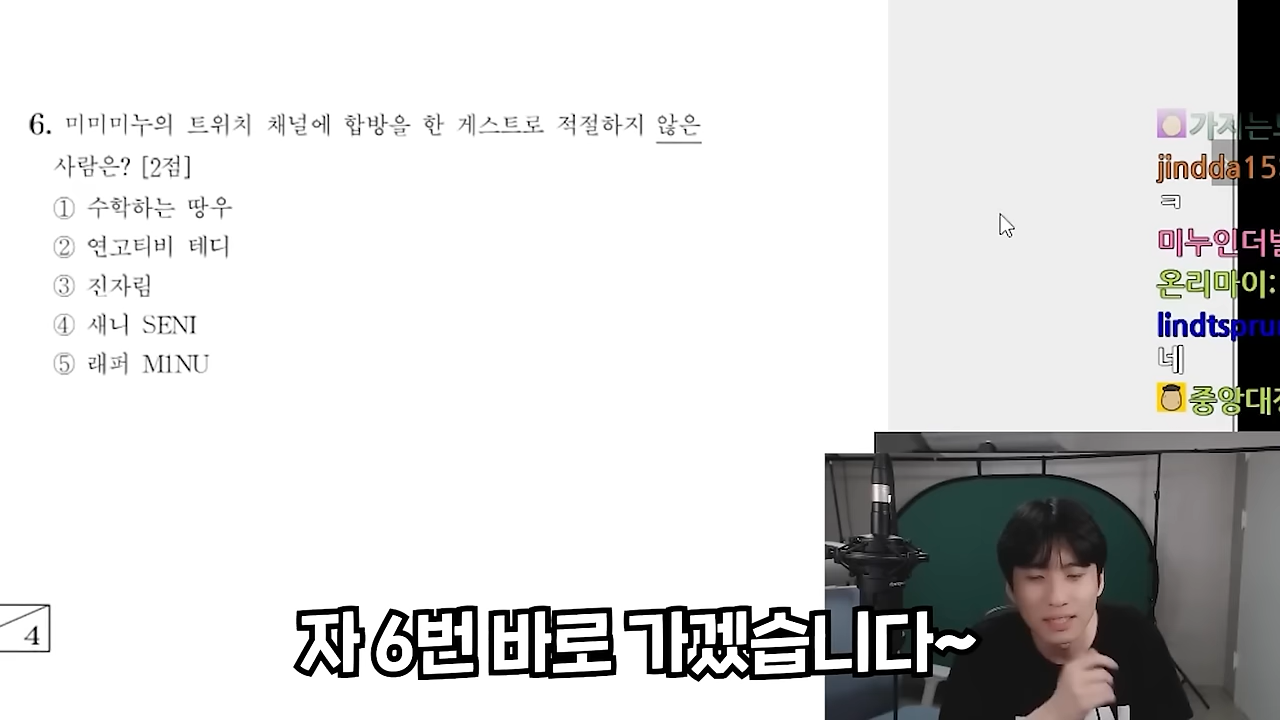 6. 미미미누의 트위치 채널에 합방을 한 게스트로 적절하지 않은
사람은? [2점]
① 수학하는 땅우
② 연고티비 테디
③ 진자림
④ 새니 SENI
⑤ 래퍼 M1NU
4
jindda15
ㅋ
미누인더
온리마이:
네
중앙대
자 6번 바로 가겠습니다~